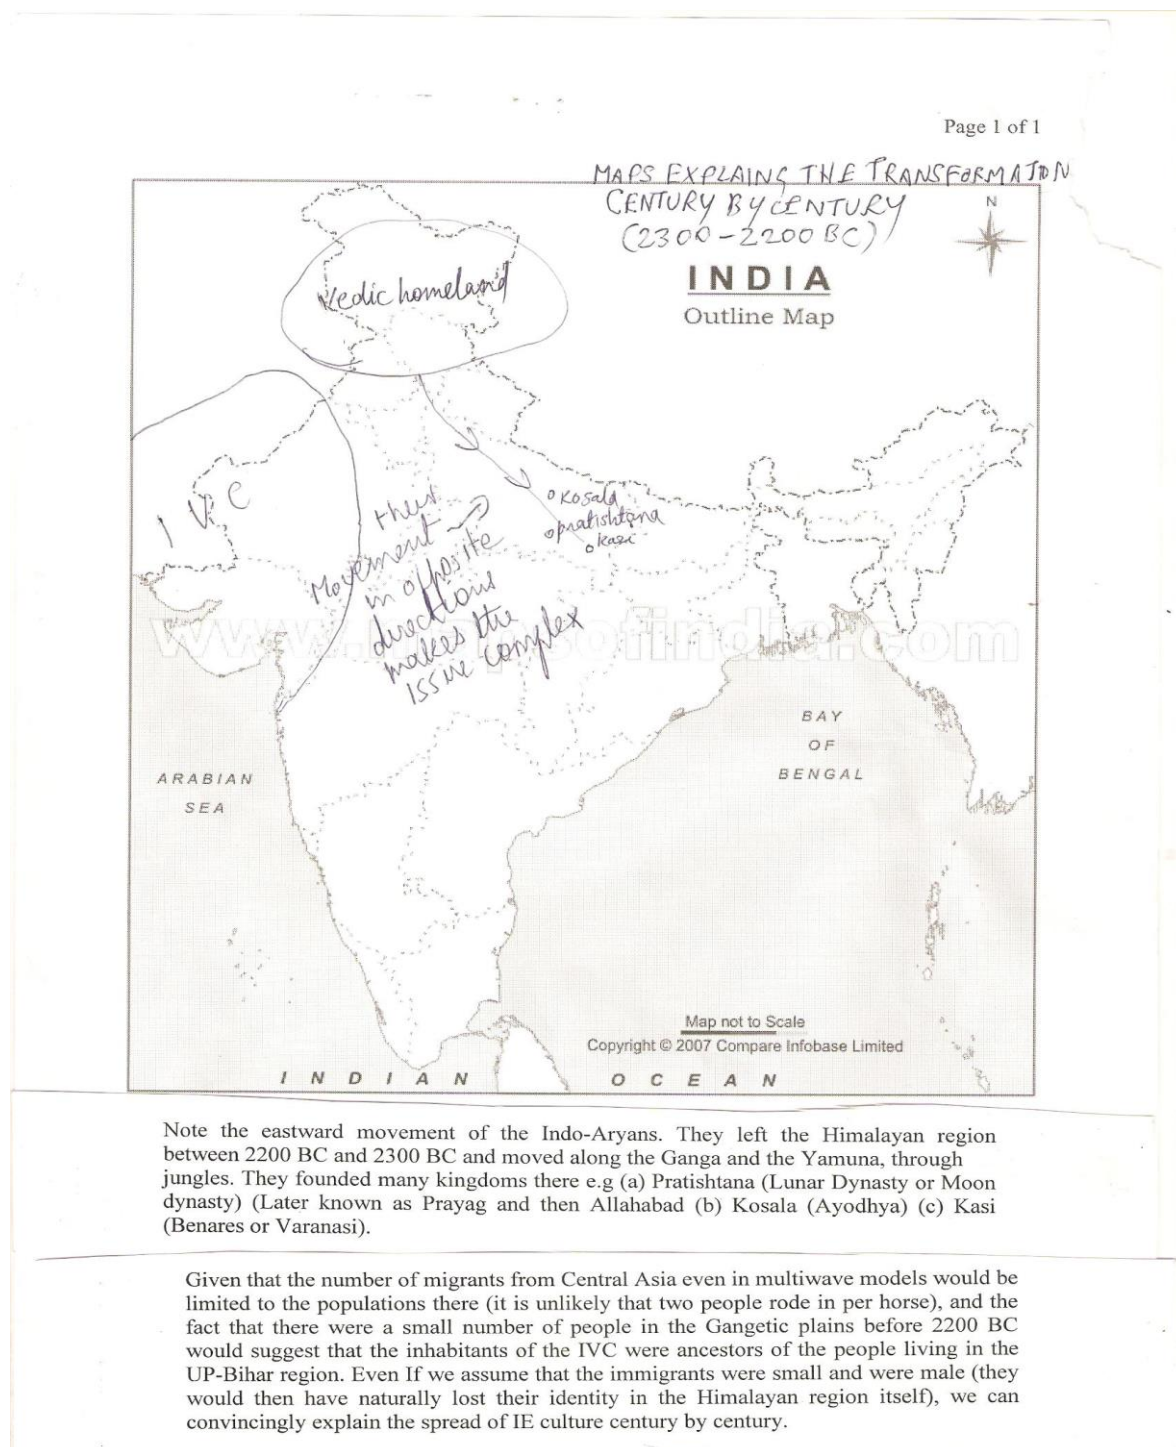 Page 1 of 1
MAPS EXPLAING THE TRANSFORMATION
CENTURY BY CENTURY
(2300-2200 BC)
N
INDIA
Outline Map
Vedic homeland
I V C
their
Movement
in opposite
directions
makes the
issue complex
Kosala
pratishtana
kasi
www.mapsofindia.com
BAY
OF
BENGAL
ARABIAN
SEA
Map not to Scale
Copyright © 2007 Compare Infobase Limited
INDIAN OCEAN
Note the eastward movement of the Indo-Aryans. They left the Himalayan region
between 2200 BC and 2300 BC and moved along the Ganga and the Yamuna, through
jungles. They founded many kingdoms there e.g (a) Pratishtana (Lunar Dynasty or Moon
dynasty) (Later known as Prayag and then Allahabad (b) Kosala (Ayodhya) (c) Kasi
(Benares or Varanasi).
Given that the number of migrants from Central Asia even in multiwave models would be
limited to the populations there (it is unlikely that two people rode in per horse), and the
fact that there were a small number of people in the Gangetic plains before 2200 BC
would suggest that the inhabitants of the IVC were ancestors of the people living in the
UP-Bihar region. Even If we assume that the immigrants were small and were male (they
would then have naturally lost their identity in the Himalayan region itself), we can
convincingly explain the spread of IE culture century by century.